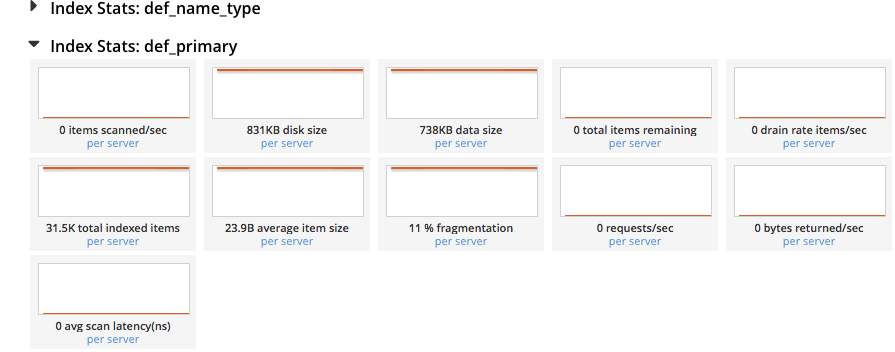 Index Stats: def_name_type
Index Stats: def_primary
0 items scanned/sec
per server
831KB disk size
per server
738KB data size
per server
0 total items remaining
per server
0 drain rate items/sec
per server
31.5K total indexed items
per server
23.9B average item size
per server
11 % fragmentation
per server
0 requests/sec
per server
0 bytes returned/sec
per server
0 avg scan latency(ns)
per server